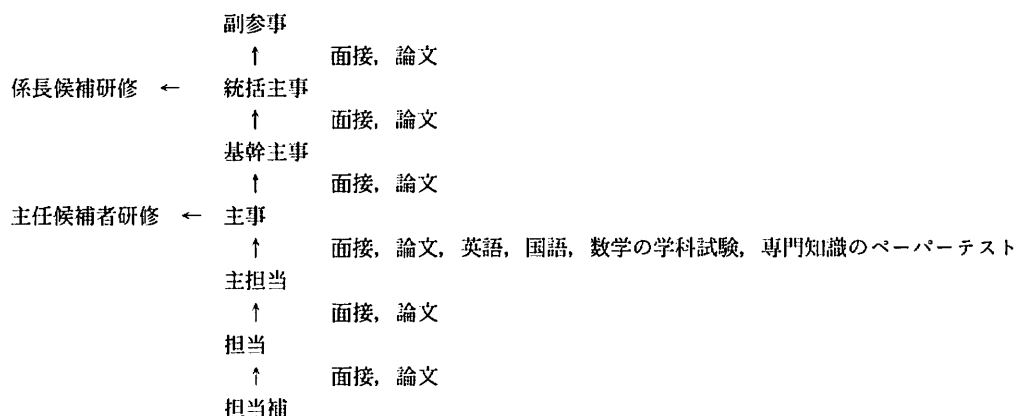 副参事
↑ 面接,論文
係長候補研修 ← 統括主事
↑ 面接,論文
基幹主事
↑ 面接,論文
主任候補者研修 ← 主事
↑ 面接,論文,英語,国語,数学の学科試験,専門知識のペーパーテスト
主担当
↑ 面接,論文
担当
↑ 面接,論文
担当補